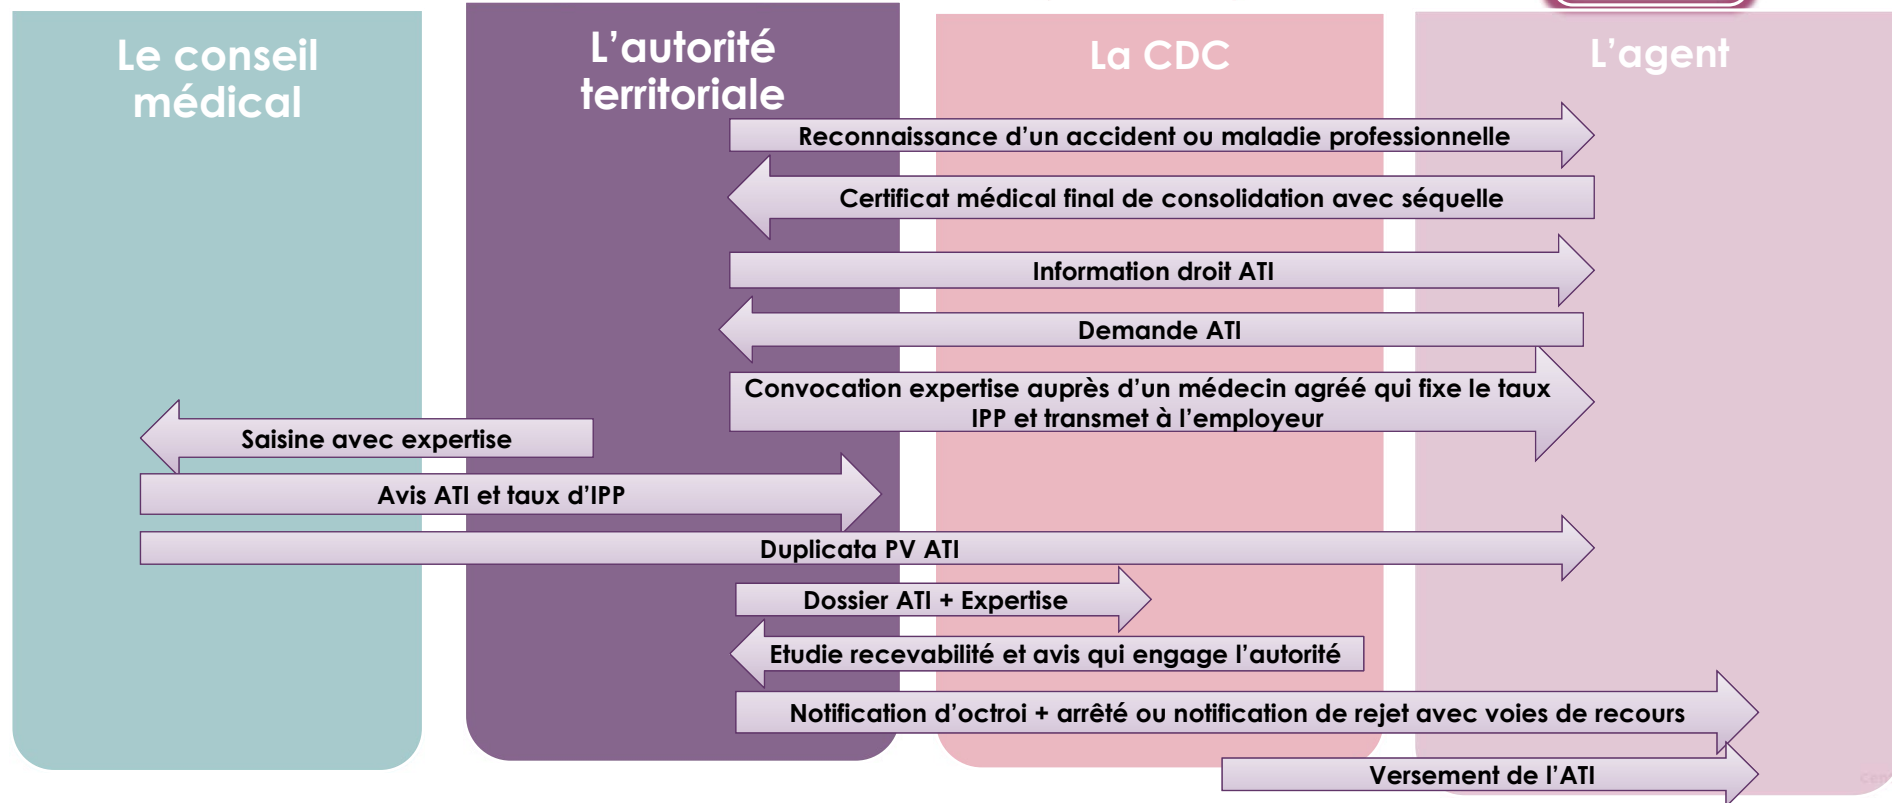 Le conseil
médical
L'autorité
territoriale
La CDC
L'agent
Reconnaissance d'un accident ou maladie professionnelle
Certificat médical final de consolidation avec séquelle
Information droit ATI
Demande ATI
Convocation expertise auprès d'un médecin agréé qui fixe le taux
IPP et transmet à l'employeur
Saisine avec expertise
Avis ATI et taux d'IPP
Duplicata PV ATI
Dossier ATI + Expertise
Etudie recevabilité et avis qui engage l'autorité
Notification d'octroi + arrêté ou notification de rejet avec voies de recours
Versement de l'ATI